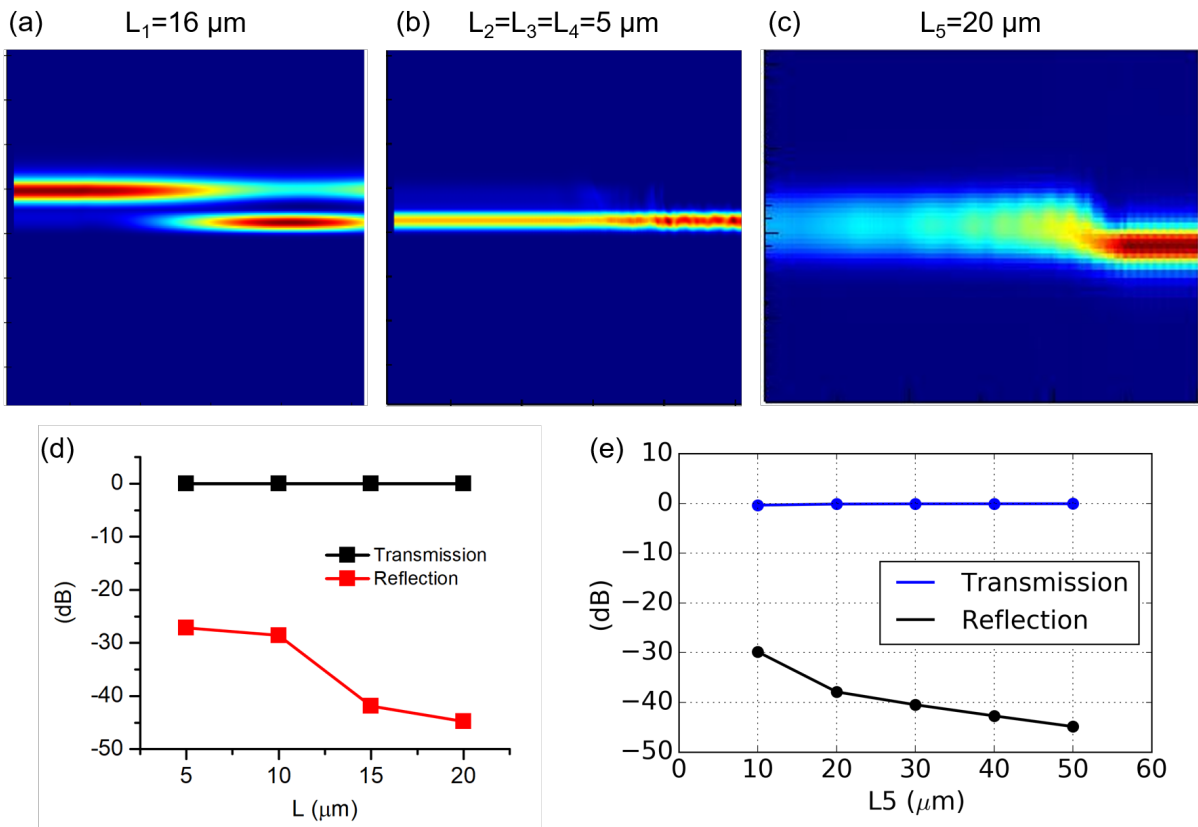 (a) L₁=16 µm
(b) L₂=L₃=L₄=5 µm
(c) L₅=20 µm
(d)
0
-10
-20
-30
-40
-50
(dB)
Transmission
Reflection
5 10 15 20
L (µm)
(e)
10
0
−10
−20
−30
−40
−50
(dB)
Transmission
Reflection
0 10 20 30 40 50 60
L5 (µm)